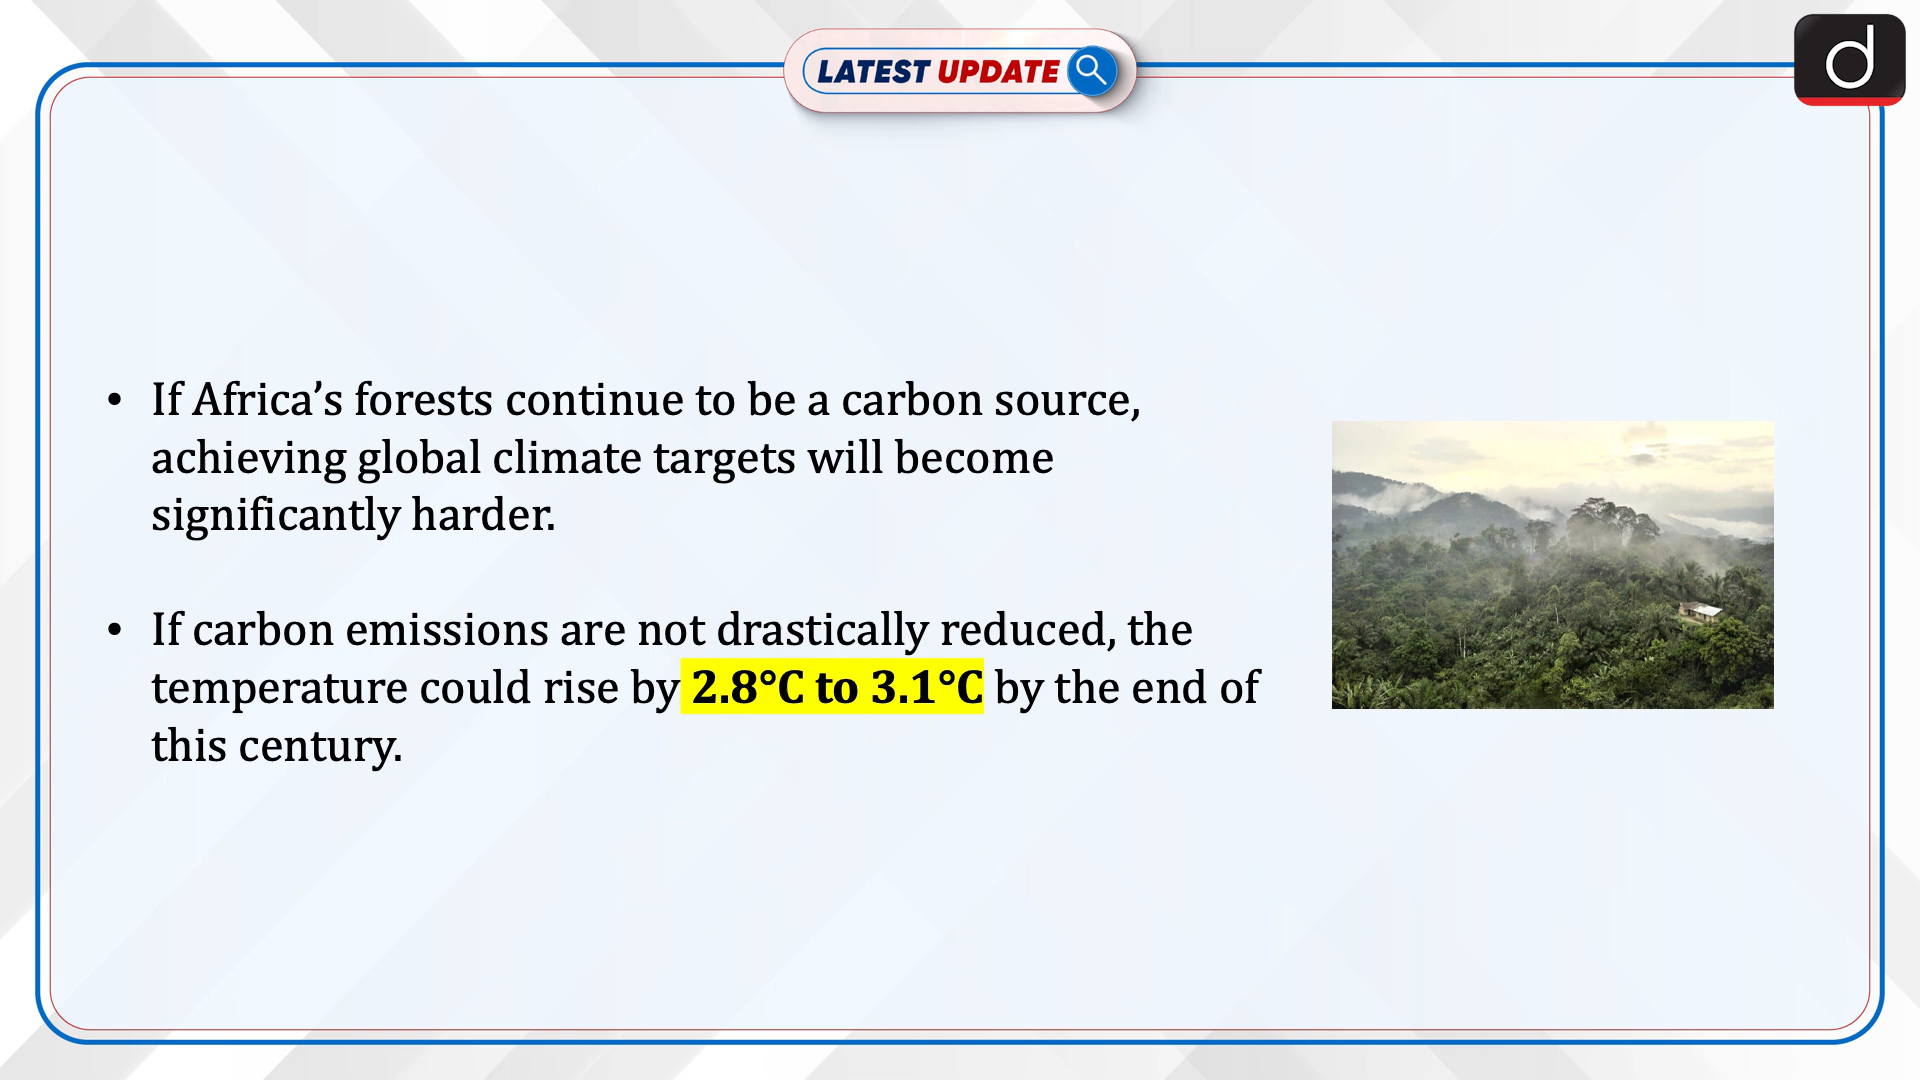 LATEST UPDATE
d
• If Africa’s forests continue to be a carbon source,
achieving global climate targets will become
significantly harder.
• If carbon emissions are not drastically reduced, the
temperature could rise by 2.8°C to 3.1°C by the end of
this century.